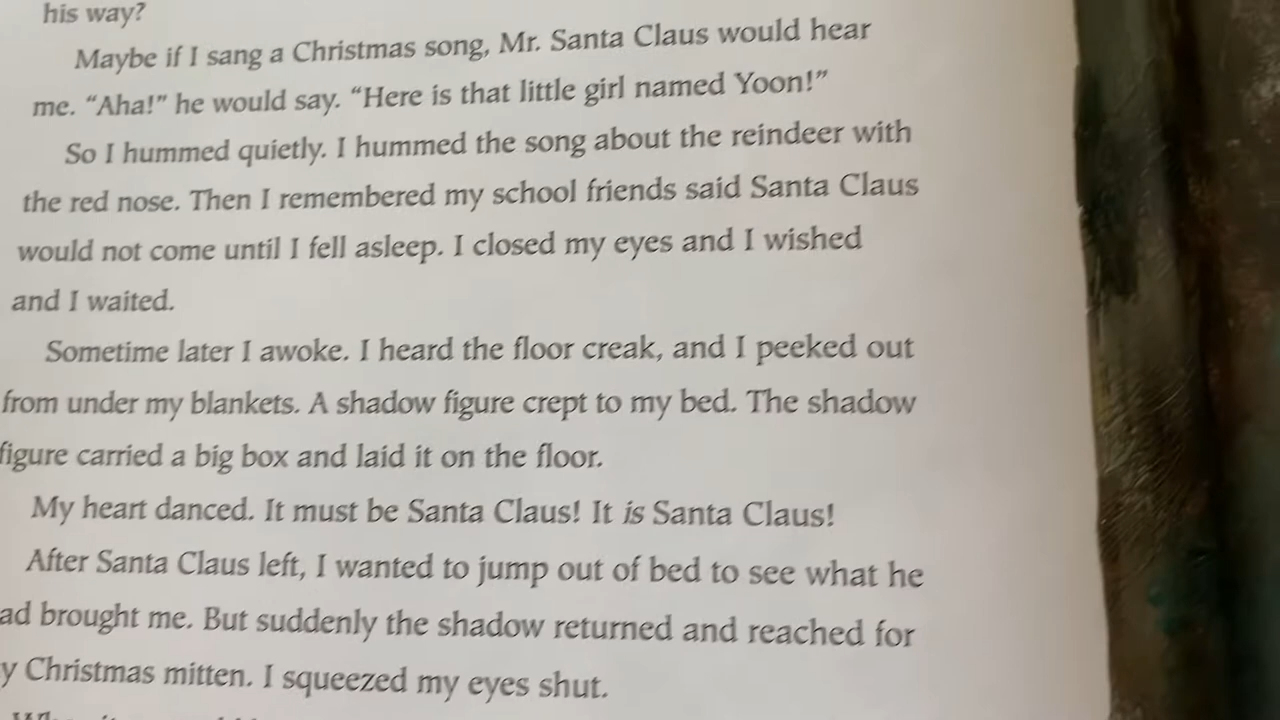 his way?
Maybe if I sang a Christmas song, Mr. Santa Claus would hear
me. “Aha!” he would say. “Here is that little girl named Yoon!”
So I hummed quietly. I hummed the song about the reindeer with
the red nose. Then I remembered my school friends said Santa Claus
would not come until I fell asleep. I closed my eyes and I wished
and I waited.
Sometime later I awoke. I heard the floor creak, and I peeked out
from under my blankets. A shadow figure crept to my bed. The shadow
figure carried a big box and laid it on the floor.
My heart danced. It must be Santa Claus! It is Santa Claus!
After Santa Claus left, I wanted to jump out of bed to see what he
ad brought me. But suddenly the shadow returned and reached for
y Christmas mitten. I squeezed my eyes shut.